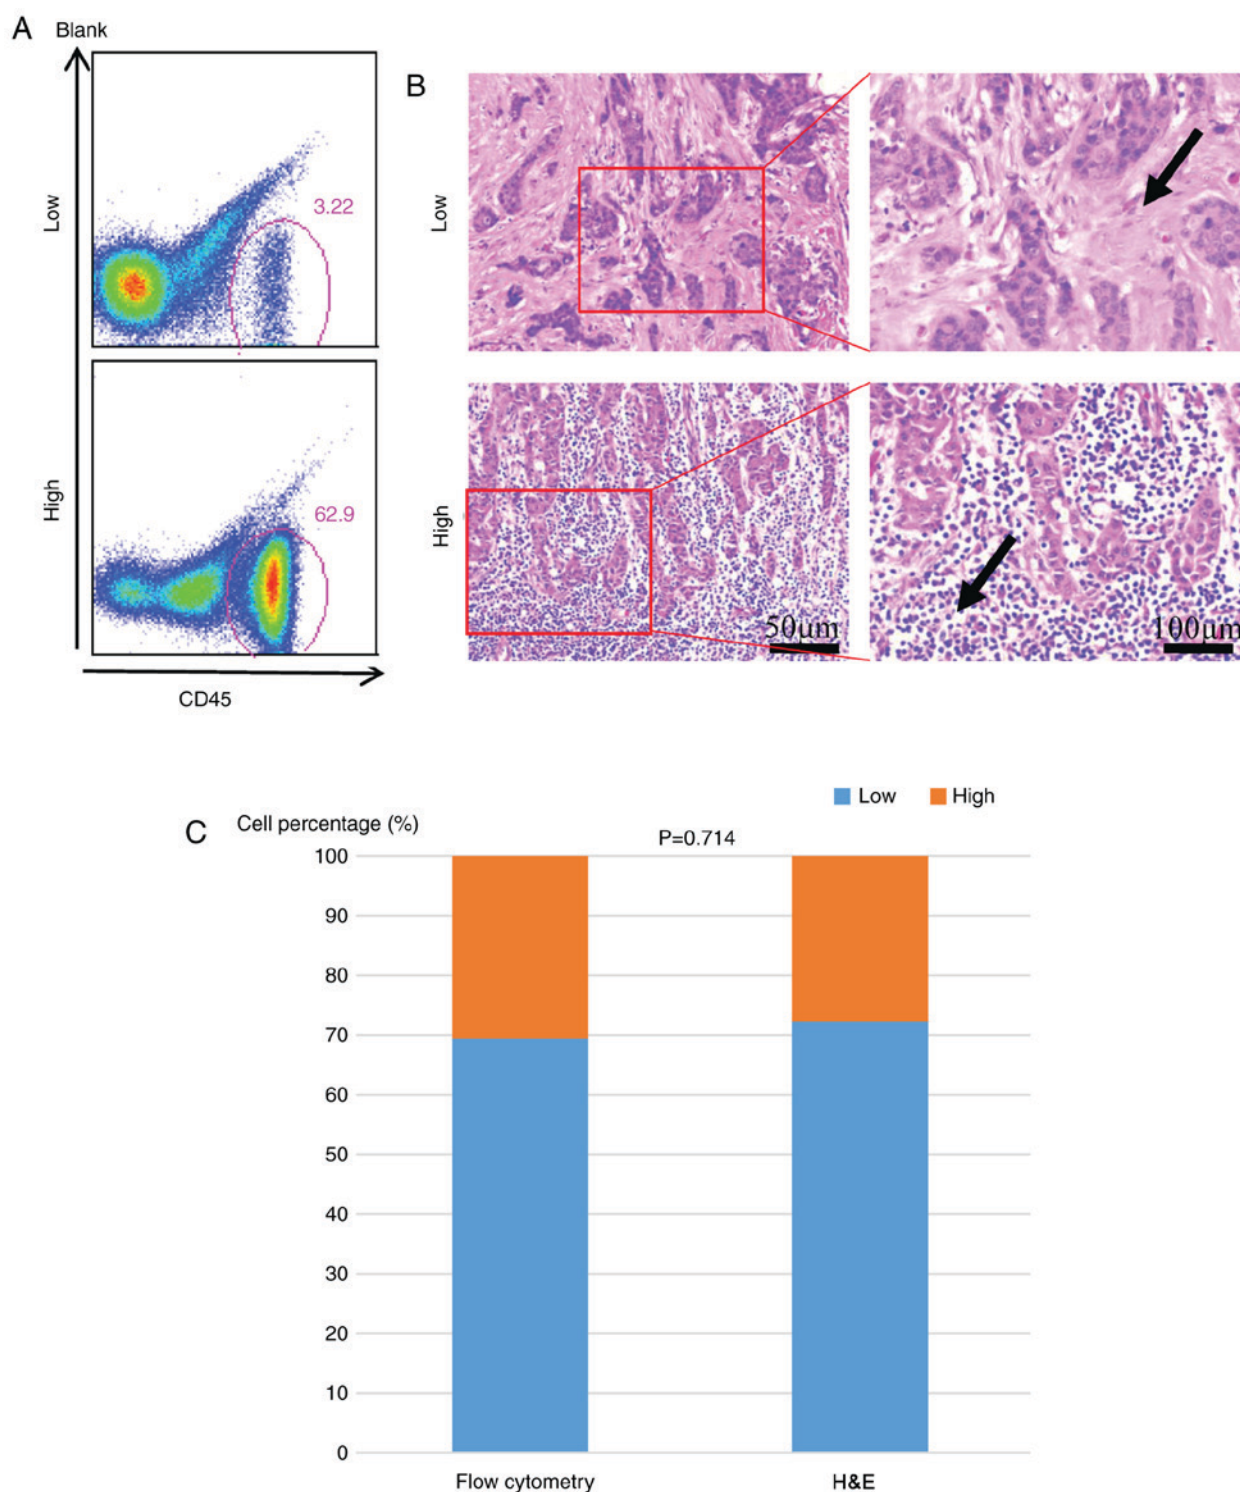 A
Blank
Low
3.22
High
62.9
CD45
B
Low
High
50μm
100μm
Low
High
C
Cell percentage (%)
P=0.714
100
90
80
70
60
50
40
30
20
10
0
Flow cytometry
H&E